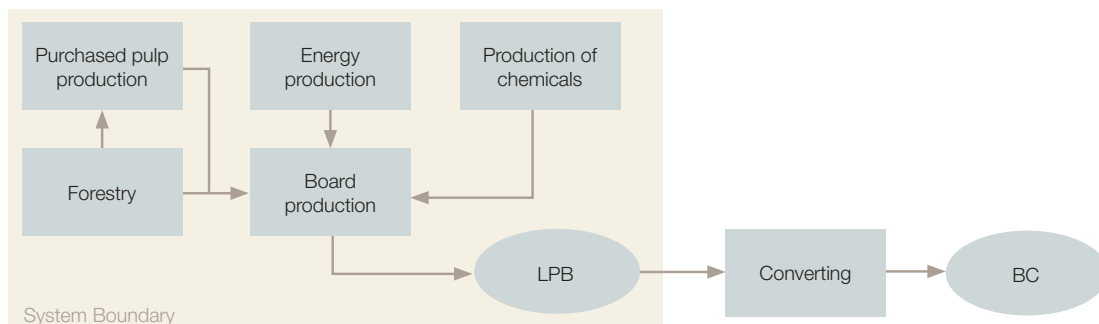 Purchased pulp
production
Energy
production
Production of
chemicals
Forestry
Board
production
LPB
Converting
BC
System Boundary